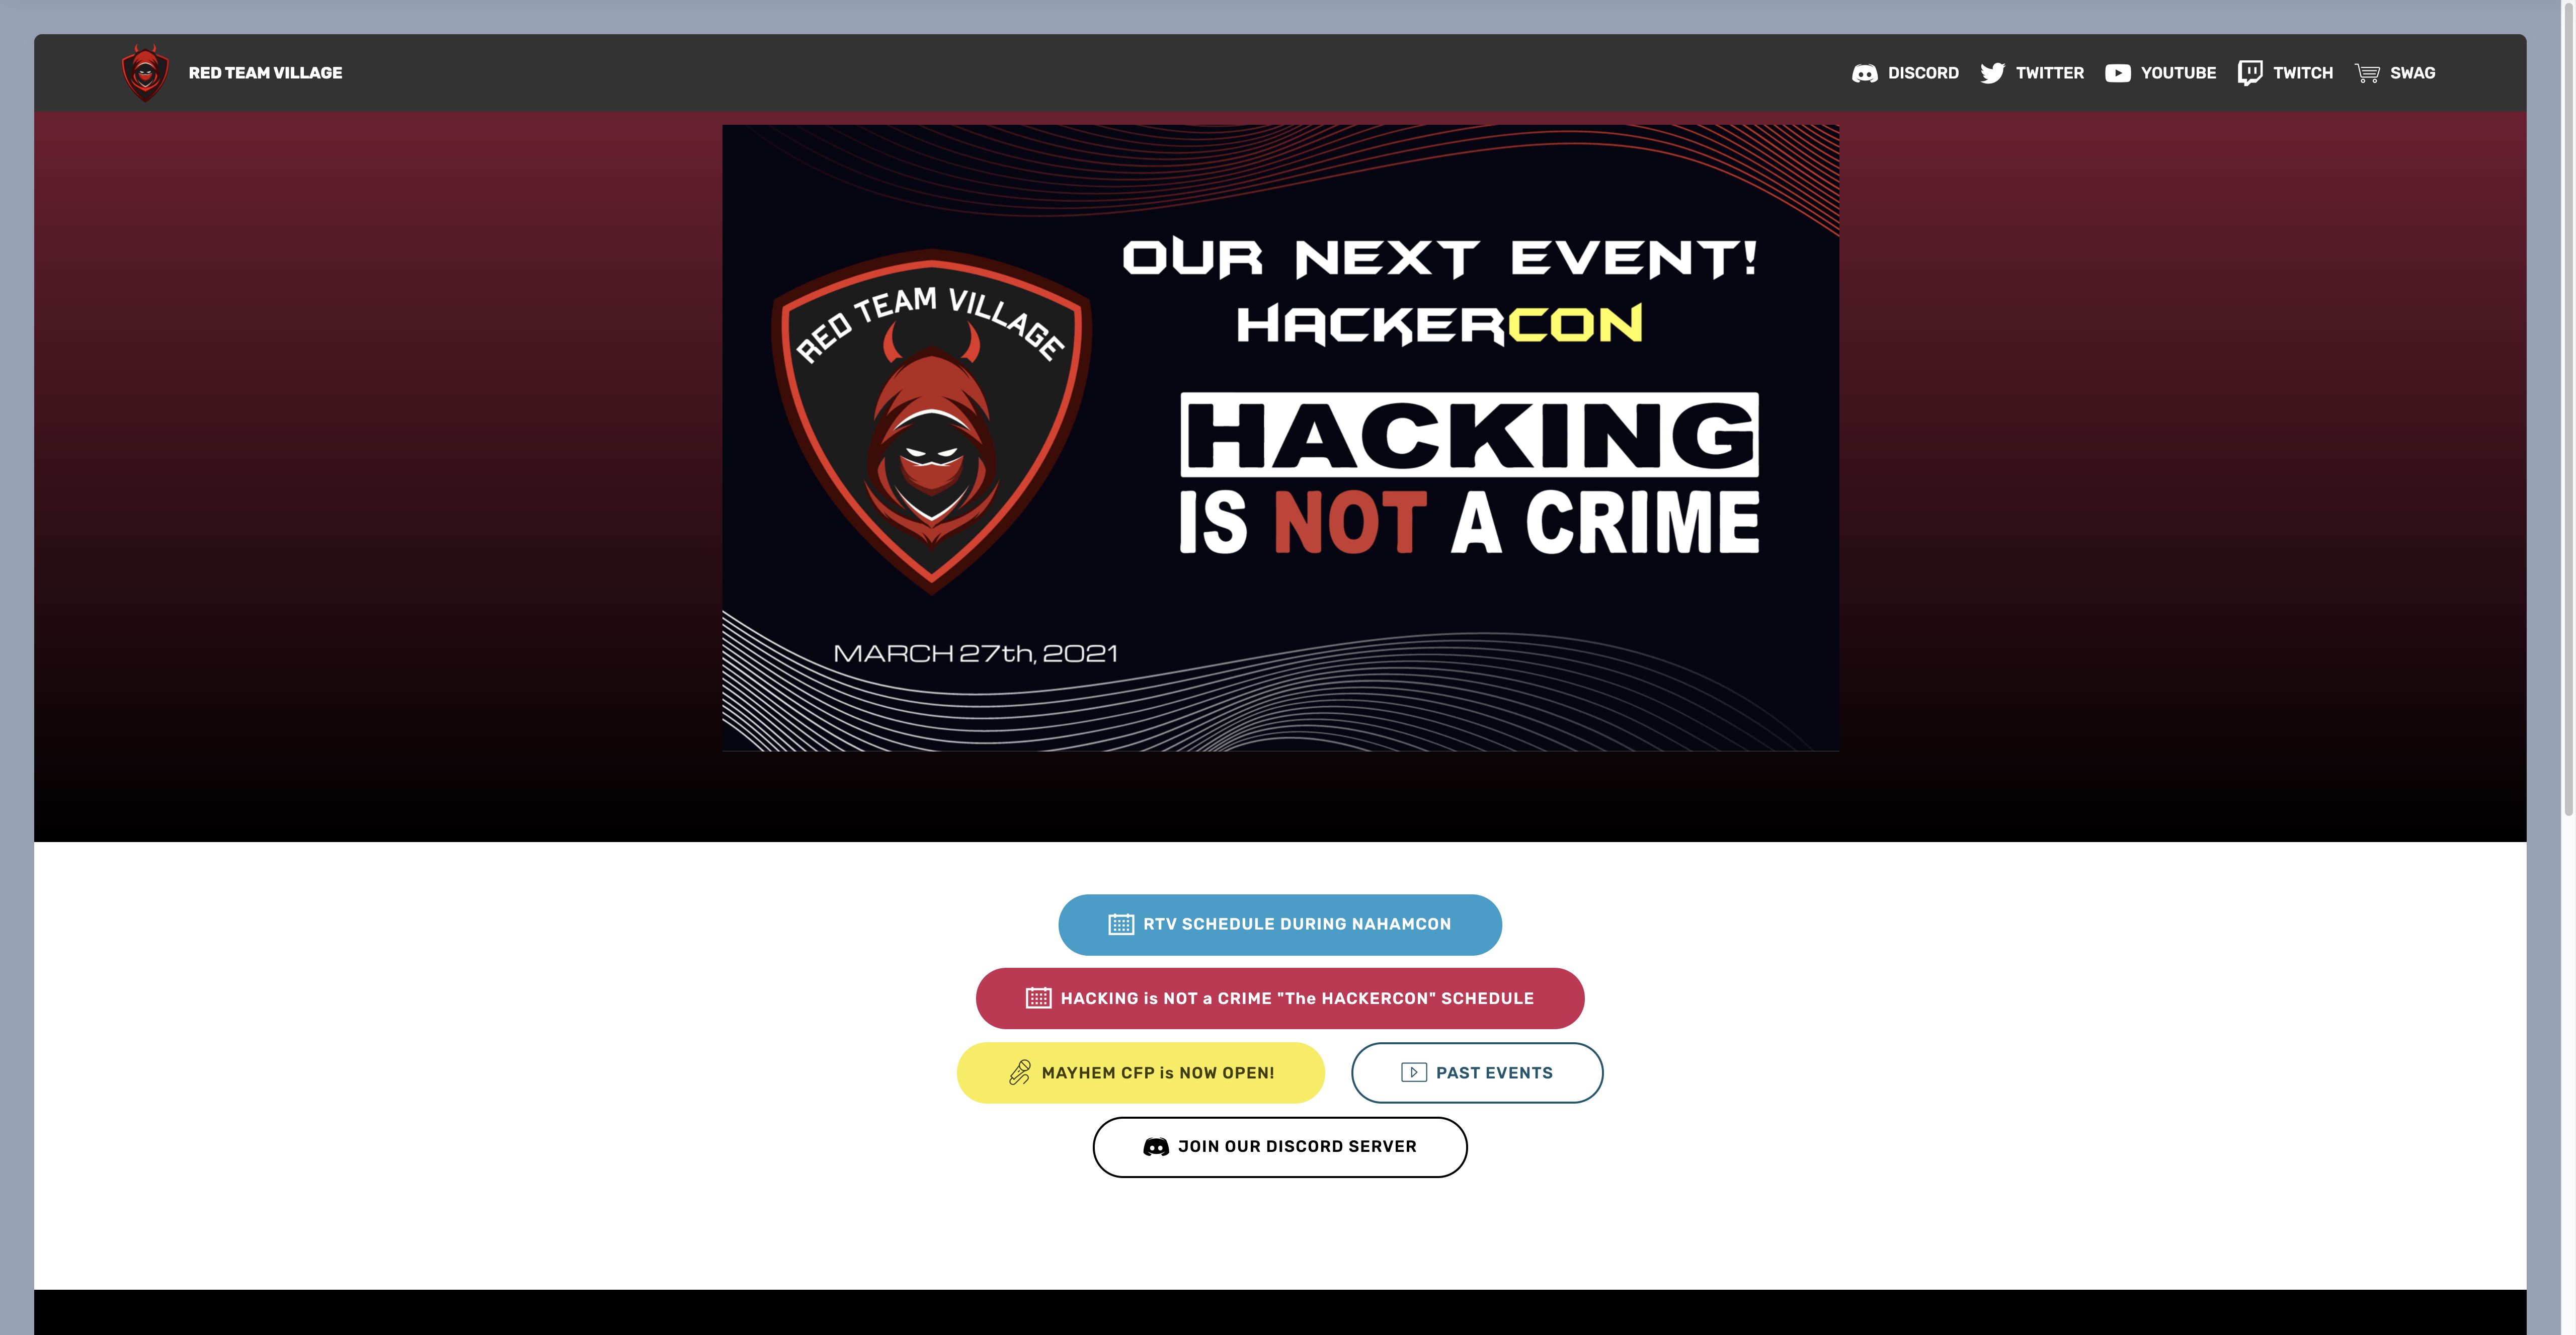 RED TEAM VILLAGE
DISCORD
TWITTER
YOUTUBE
TWITCH
SWAG
RED TEAM VILLAGE
OUR NEXT EVENT!
HACKERCON
HACKING
IS NOT A CRIME
MARCH 27th, 2021
RTV SCHEDULE DURING NAHAMCON
HACKING is NOT a CRIME "The HACKERCON" SCHEDULE
MAYHEM CFP is NOW OPEN!
PAST EVENTS
JOIN OUR DISCORD SERVER